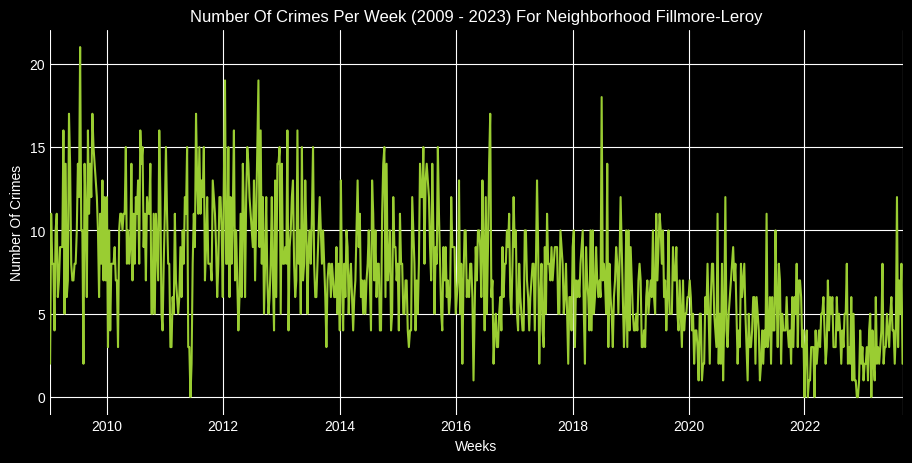 Number Of Crimes Per Week (2009 - 2023) For Neighborhood Fillmore-Leroy
20
15
10
5
0
Number Of Crimes
2010 2012 2014 2016 2018 2020 2022
Weeks